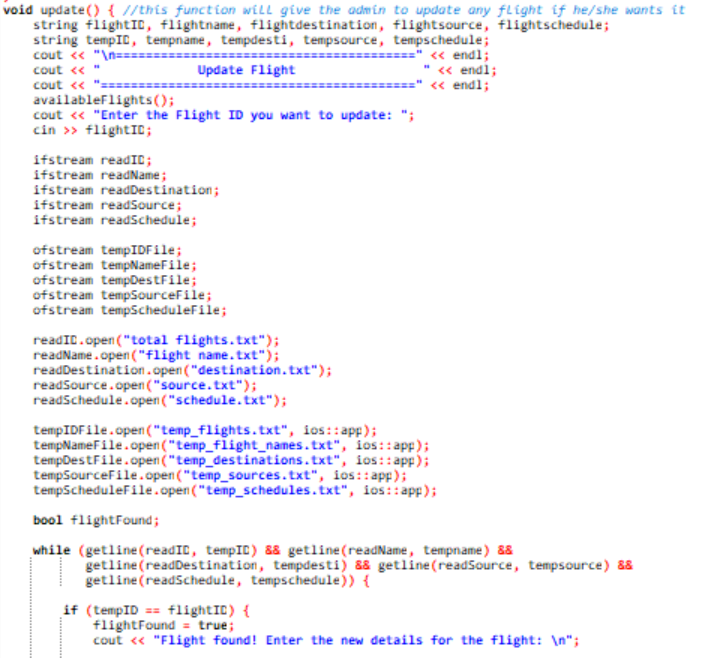 void update() { //this function will give the admin to update any flight if he/she wants it
string flightID, flightname, flightdestination, flightsource, flightschedule;
string tempID, tempname, tempdesti, tempsource, tempschedule;
cout << "\n==========================================" << endl;
cout << "             Update Flight                 " << endl;
cout << "============================================" << endl;
availableFlights();
cout << "Enter the Flight ID you want to update: ";
cin >> flightID;
ifstream readID;
ifstream readName;
ifstream readDestination;
ifstream readSource;
ifstream readSchedule;
ofstream tempIDFile;
ofstream tempNameFile;
ofstream tempDestFile;
ofstream tempSourceFile;
ofstream tempScheduleFile;
readID.open("total flights.txt");
readName.open("flight name.txt");
readDestination.open("destination.txt");
readSource.open("source.txt");
readSchedule.open("schedule.txt");
tempIDFile.open("temp_flights.txt", ios::app);
tempNameFile.open("temp_flight_names.txt", ios::app);
tempDestFile.open("temp_destinations.txt", ios::app);
tempSourceFile.open("temp_sources.txt", ios::app);
tempScheduleFile.open("temp_schedules.txt", ios::app);
bool flightFound;
while (getline(readID, tempID) && getline(readName, tempname) &&
getline(readDestination, tempdesti) && getline(readSource, tempsource) &&
getline(readSchedule, tempschedule)) {
if (tempID == flightID) {
flightFound = true;
cout << "Flight found! Enter the new details for the flight: \n";